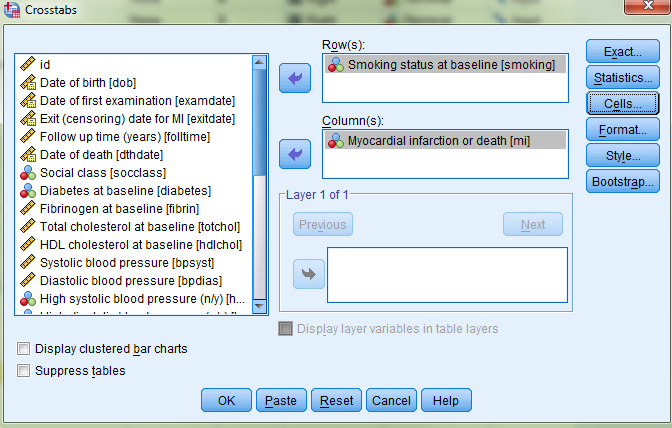 Crosstabs
id
Date of birth [dob]
Date of first examination [examdate]
Exit (censoring) date for MI [exitdate]
Follow up time (years) [folltime]
Date of death [dthdate]
Social class [socclass]
Diabetes at baseline [diabetes]
Fibrinogen at baseline [fibrin]
Total cholesterol at baseline [totchol]
HDL cholesterol at baseline [hdlchol]
Systolic blood pressure [bpsyst]
Diastolic blood pressure [bpdias]
High systolic blood pressure (n/y) [h...
Row(s):
Smoking status at baseline [smoking]
Column(s):
Myocardial infarction or death [mi]
Layer 1 of 1
Previous
Next
Display layer variables in table layers
Exact...
Statistics...
Cells...
Format...
Style...
Bootstrap...
Display clustered bar charts
Suppress tables
OK
Paste
Reset
Cancel
Help